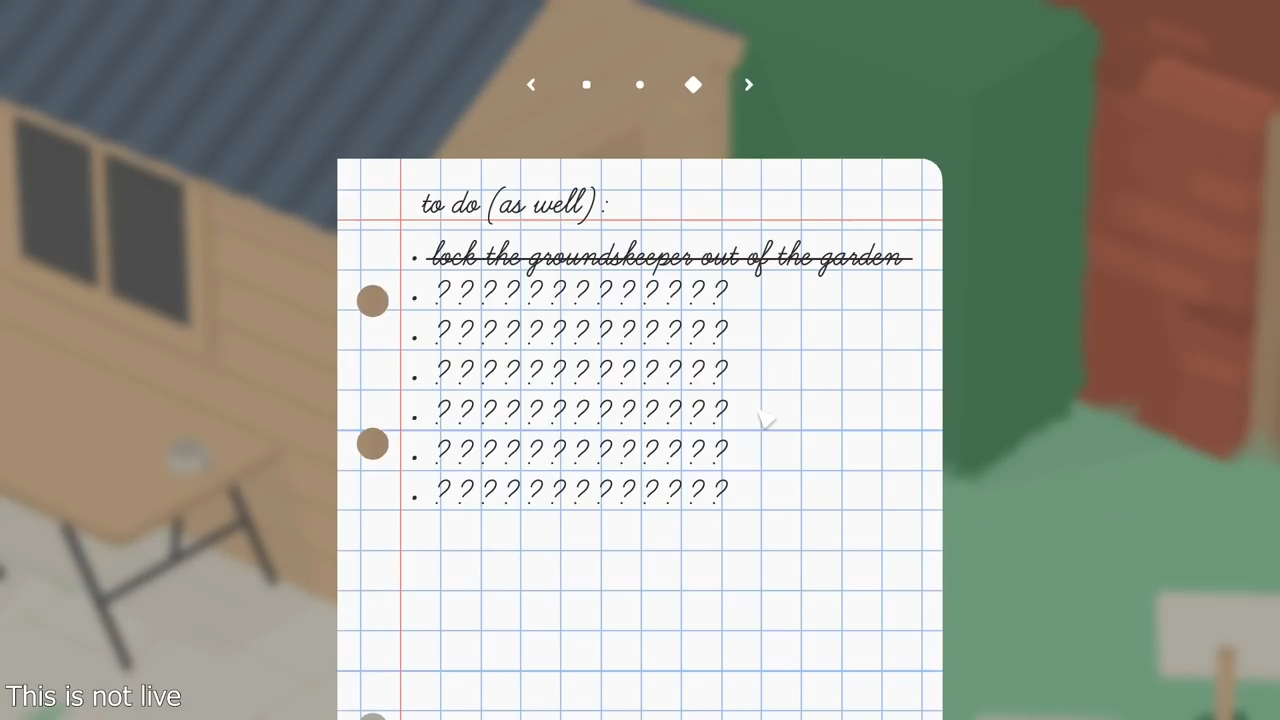 to do (as well) :
• lock the groundskeeper out of the garden
• ? ? ? ? ? ? ? ? ? ? ? ? ?
• ? ? ? ? ? ? ? ? ? ? ? ? ?
• ? ? ? ? ? ? ? ? ? ? ? ? ?
• ? ? ? ? ? ? ? ? ? ? ? ? ?
• ? ? ? ? ? ? ? ? ? ? ? ? ?
• ? ? ? ? ? ? ? ? ? ? ? ? ?
This is not live